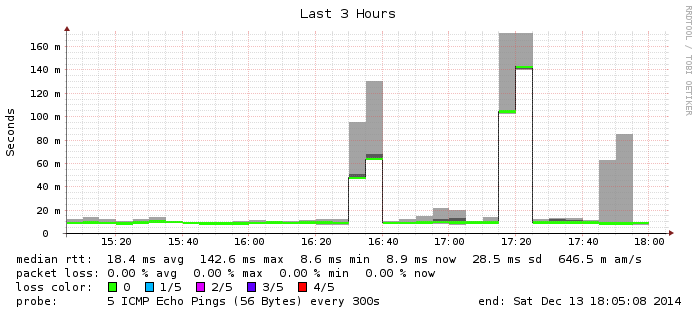 Last 3 Hours
RRDTOOL / TOBI OETIKER
Seconds
160 m
140 m
120 m
100 m
80 m
60 m
40 m
20 m
0
15:20 15:40 16:00 16:20 16:40 17:00 17:20 17:40 18:00
median rtt: 18.4 ms avg 142.6 ms max 8.6 ms min 8.9 ms now 28.5 ms sd 646.5 m am/s
packet loss: 0.00 % avg 0.00 % max 0.00 % min 0.00 % now
loss color: 0 1/5 2/5 3/5 4/5
probe: 5 ICMP Echo Pings (56 Bytes) every 300s end: Sat Dec 13 18:05:08 2014